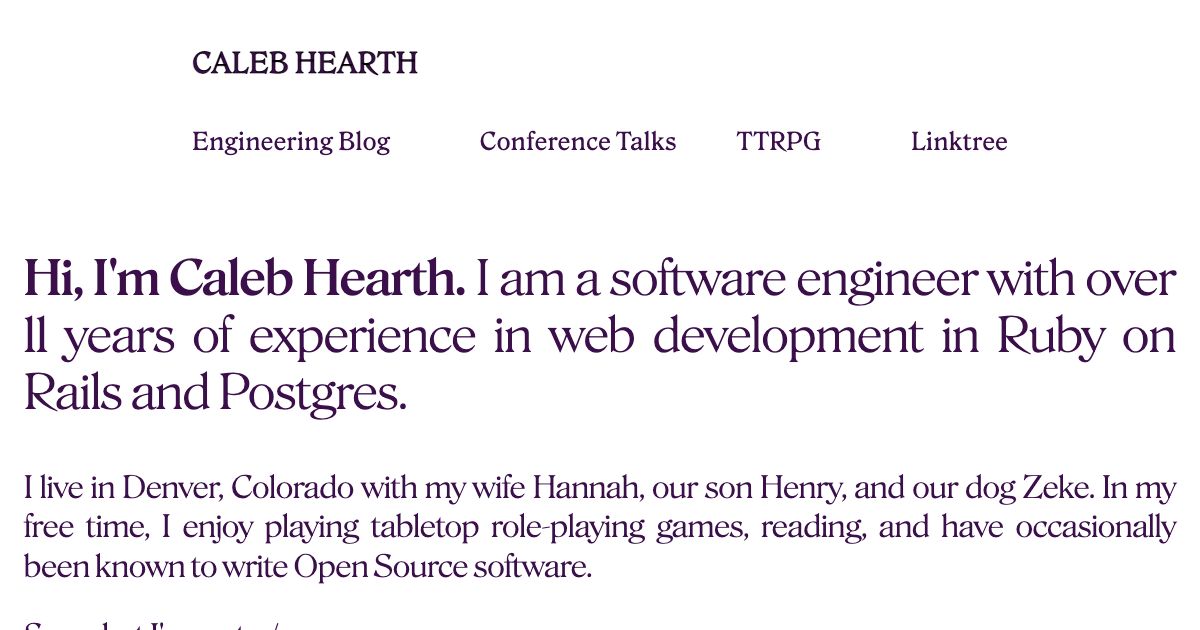 CALEB HEARTH
Engineering Blog Conference Talks TTRPG Linktree
Hi, I'm Caleb Hearth. I am a software engineer with over
11 years of experience in web development in Ruby on
Rails and Postgres.
I live in Denver, Colorado with my wife Hannah, our son Henry, and our dog Zeke. In my
free time, I enjoy playing tabletop role-playing games, reading, and have occasionally
been known to write Open Source software.